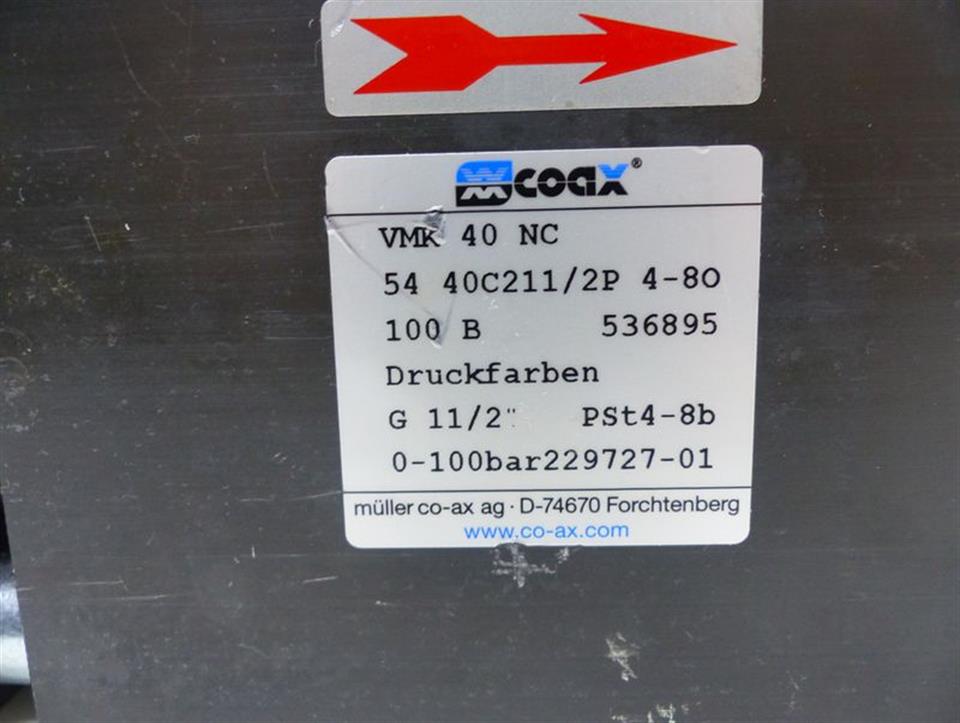 coax®
VMK 40 NC
54 40C211/2P 4-8O
100 B 536895
Druckfarben
G 11/2" PSt4-8b
0-100bar229727-01
müller co-ax ag · D-74670 Forchtenberg
www.co-ax.com